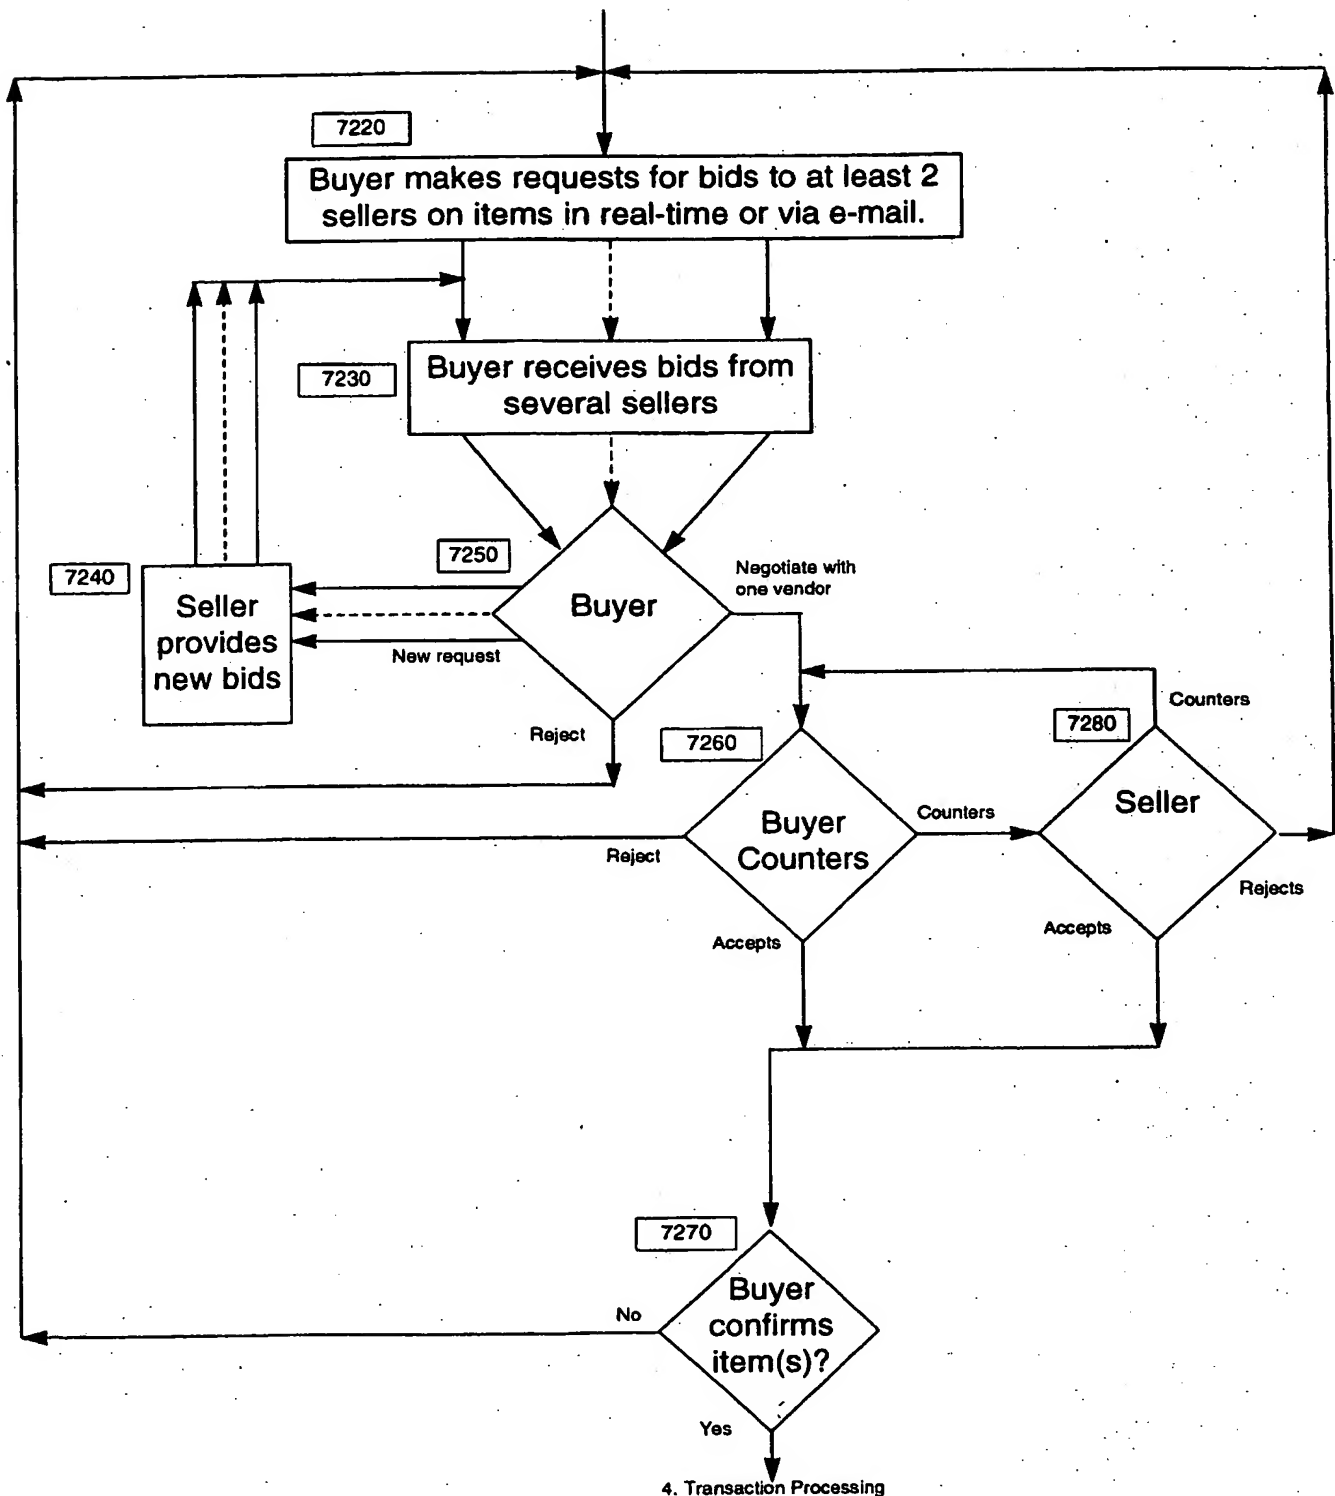 7220
Buyer makes requests for bids to at least 2
sellers on items in real-time or via e-mail.
7230
Buyer receives bids from
several sellers
7250
7240
Negotiate with
one vendor
Buyer
Seller
provides
new bids
New request
Reject
7260
7280
Counters
Buyer
Counters
Counters
Seller
Reject
Rejects
Accepts
Accepts
7270
Buyer
confirms
item(s)?
No
Yes
4. Transaction Processing